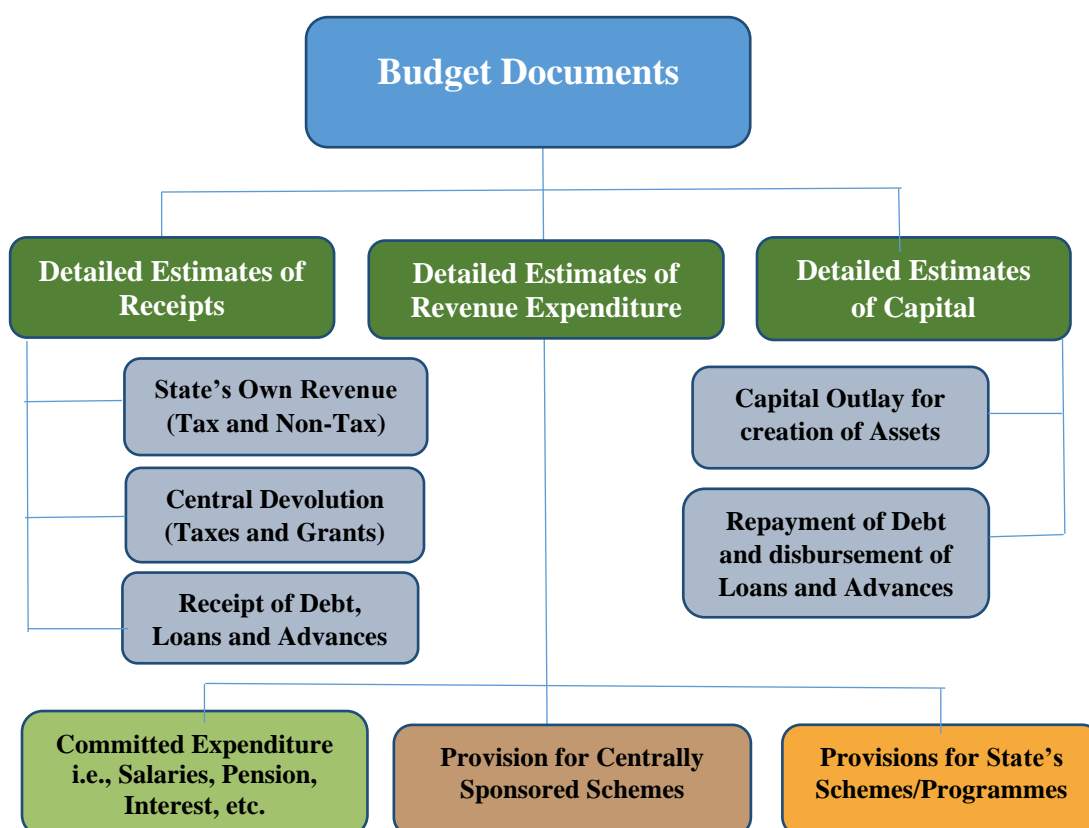 Budget Documents
Detailed Estimates of
Receipts
Detailed Estimates of
Revenue Expenditure
Detailed Estimates
of Capital
State’s Own Revenue
(Tax and Non-Tax)
Central Devolution
(Taxes and Grants)
Receipt of Debt,
Loans and Advances
Capital Outlay for
creation of Assets
Repayment of Debt
and disbursement of
Loans and Advances
Committed Expenditure
i.e., Salaries, Pension,
Interest, etc.
Provision for Centrally
Sponsored Schemes
Provisions for State’s
Schemes/Programmes